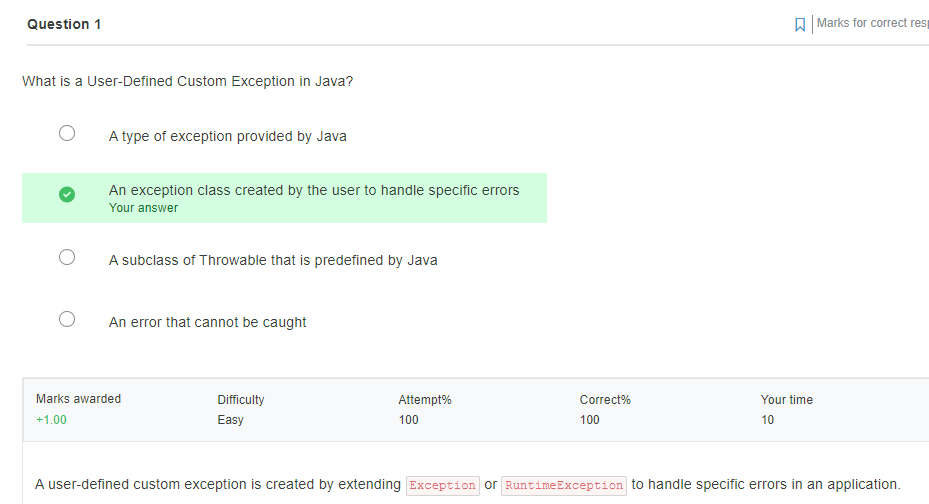 Question 1
Marks for correct
What is a User-Defined Custom Exception in Java?
A type of exception provided by Java
An exception class created by the user to handle specific errors
Your answer
A subclass of Throwable that is predefined by Java
An error that cannot be caught
Marks awarded Difficulty Attempt% Correct% Your time
+1.00 Easy 100 100 10
A user-defined custom exception is created by extending Exception or RuntimeException to handle specific errors in an application.